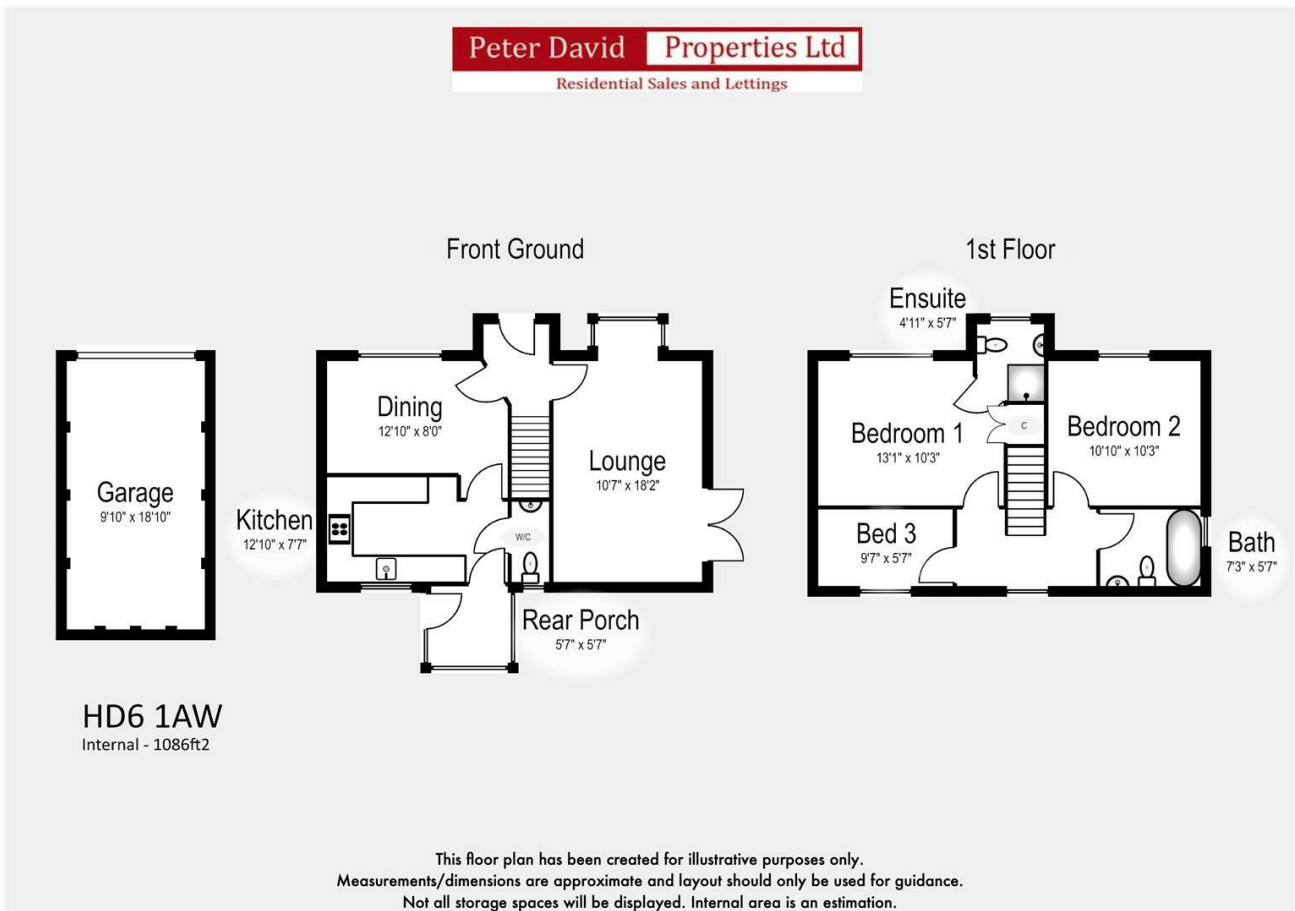 Peter David Properties Ltd
Residential Sales and Lettings
Front Ground
1st Floor
Ensuite
4'11" x 5'7"
Dining
12'10" x 8'0"
Lounge
10'7" x 18'2"
Bedroom 1
13'1" x 10'3"
C
Bedroom 2
10'10" x 10'3"
Garage
9'10" x 18'10"
Kitchen
12'10" x 7'7"
W/C
Bed 3
9'7" x 5'7"
Bath
7'3" x 5'7"
Rear Porch
5'7" x 5'7"
HD6 1AW
Internal - 1086ft2
This floor plan has been created for illustrative purposes only.
Measurements/dimensions are approximate and layout should only be used for guidance.
Not all storage spaces will be displayed. Internal area is an estimation.